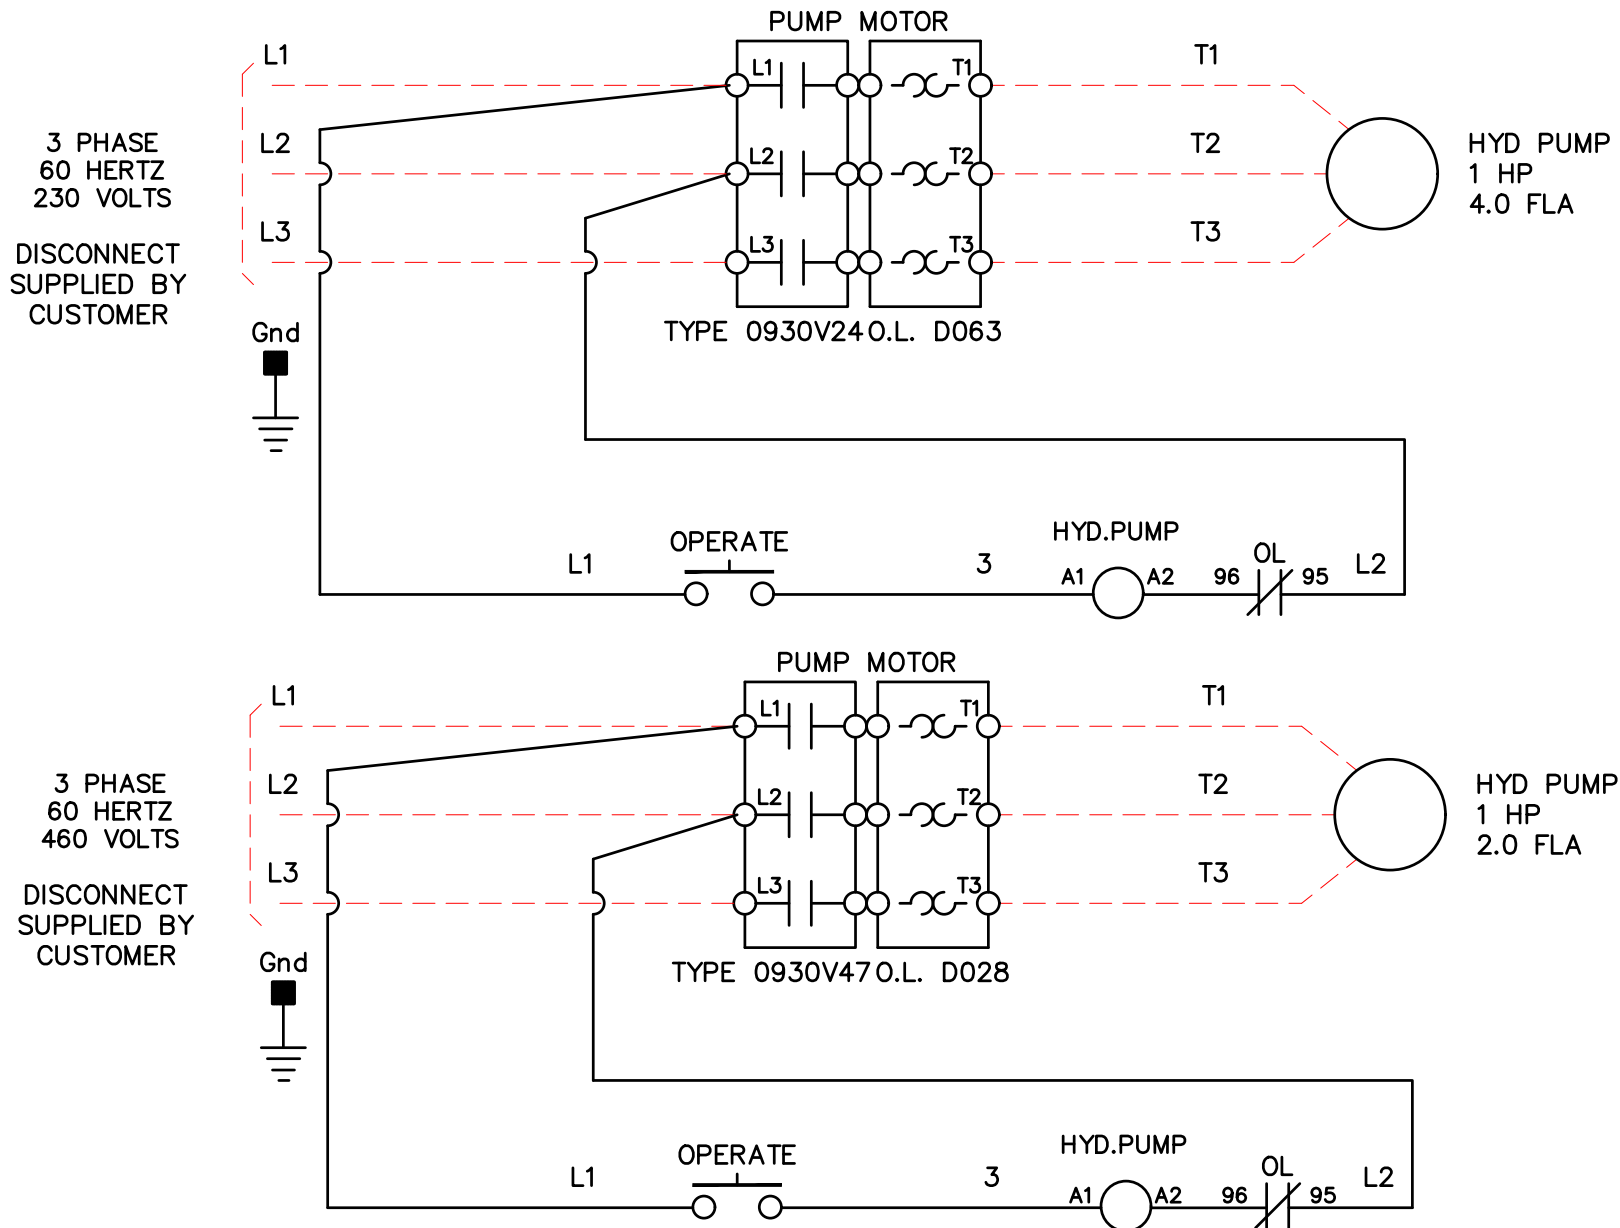 PUMP MOTOR
L1
L1
T1
T1
3 PHASE
60 HERTZ
230 VOLTS
L2
L2
T2
T2
HYD PUMP
1 HP
4.0 FLA
DISCONNECT
SUPPLIED BY
CUSTOMER
L3
L3
T3
T3
Gnd
TYPE 0930V24 O.L. D063
L1
OPERATE
3
HYD.PUMP
A1
A2
96
OL
95
L2
PUMP MOTOR
L1
L1
T1
T1
3 PHASE
60 HERTZ
460 VOLTS
L2
L2
T2
T2
HYD PUMP
1 HP
2.0 FLA
DISCONNECT
SUPPLIED BY
CUSTOMER
L3
L3
T3
T3
Gnd
TYPE 0930V47 O.L. D028
L1
OPERATE
3
HYD.PUMP
A1
A2
96
OL
95
L2